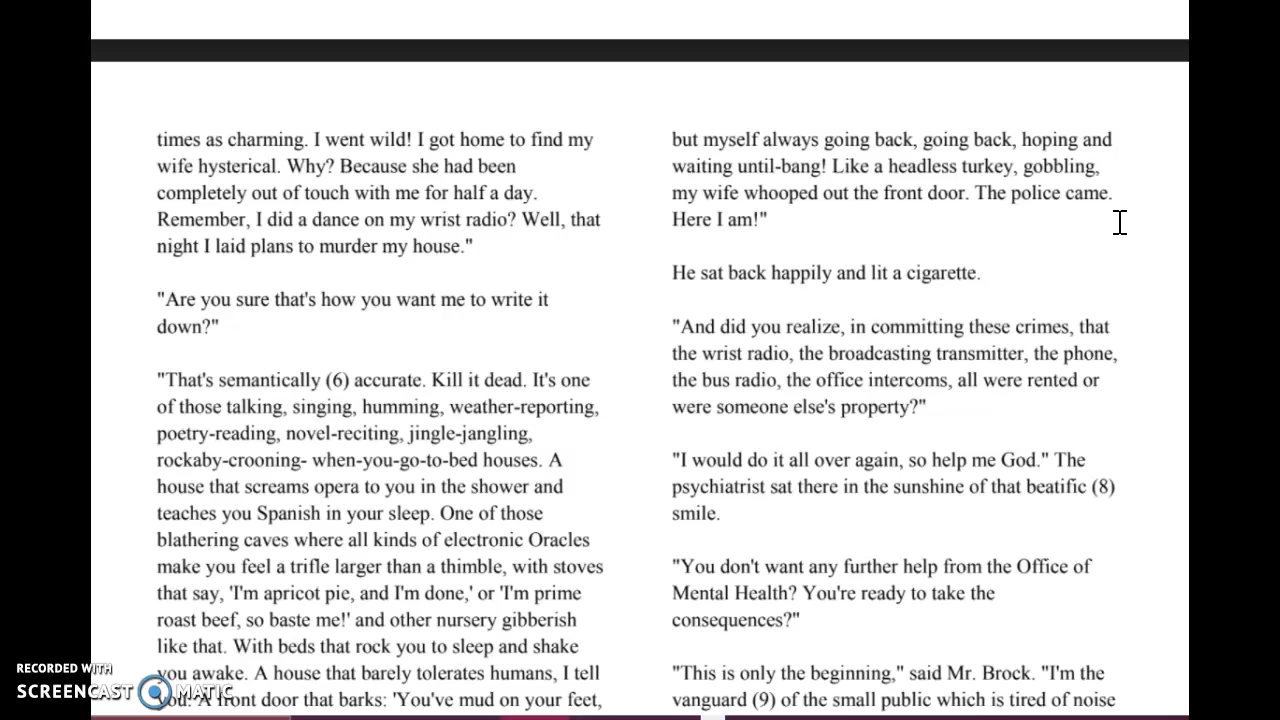 times as charming. I went wild! I got home to find my
wife hysterical. Why? Because she had been
completely out of touch with me for half a day.
Remember, I did a dance on my wrist radio? Well, that
night I laid plans to murder my house."
"Are you sure that's how you want me to write it
down?"
"That's semantically (6) accurate. Kill it dead. It's one
of those talking, singing, humming, weather-reporting,
poetry-reading, novel-reciting, jingle-jangling,
rockaby-crooning- when-you-go-to-bed houses. A
house that screams opera to you in the shower and
teaches you Spanish in your sleep. One of those
blathering caves where all kinds of electronic Oracles
make you feel a trifle larger than a thimble, with stoves
that say, 'I'm apricot pie, and I'm done,' or 'I'm prime
roast beef, so baste me!' and other nursery gibberish
like that. With beds that rock you to sleep and shake
you awake. A house that barely tolerates humans, I tell
you. A front door that barks: 'You've mud on your feet,
but myself always going back, going back, hoping and
waiting until-bang! Like a headless turkey, gobbling,
my wife whooped out the front door. The police came.
Here I am!"
He sat back happily and lit a cigarette.
"And did you realize, in committing these crimes, that
the wrist radio, the broadcasting transmitter, the phone,
the bus radio, the office intercoms, all were rented or
were someone else's property?"
"I would do it all over again, so help me God." The
psychiatrist sat there in the sunshine of that beatific (8)
smile.
"You don't want any further help from the Office of
Mental Health? You're ready to take the
consequences?"
"This is only the beginning," said Mr. Brock. "I'm the
vanguard (9) of the small public which is tired of noise
RECORDED WITH
SCREENCAST MATIC